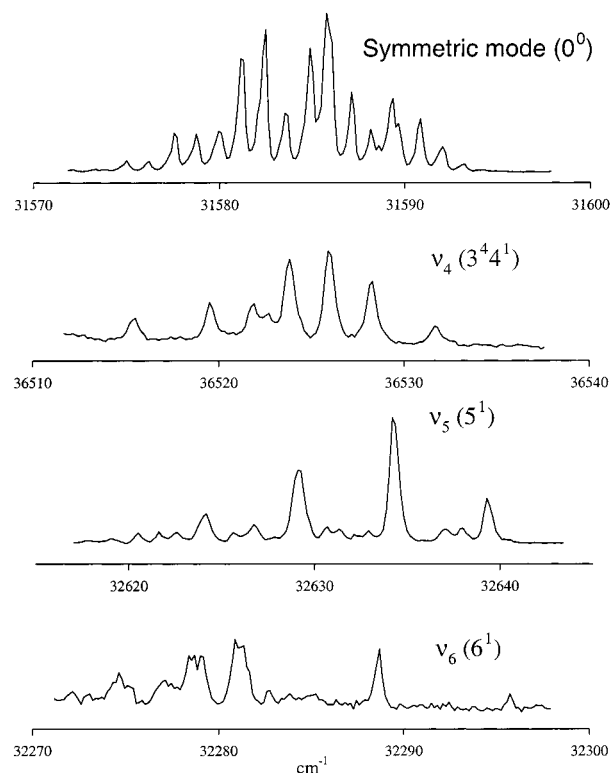 Symmetric mode (0⁰)
31570 31580 31590 31600
ν₄ (3⁴4¹)
36510 36520 36530 36540
ν₅ (5¹)
32620 32630 32640
ν₆ (6¹)
32270 32280 32290 32300
cm⁻¹